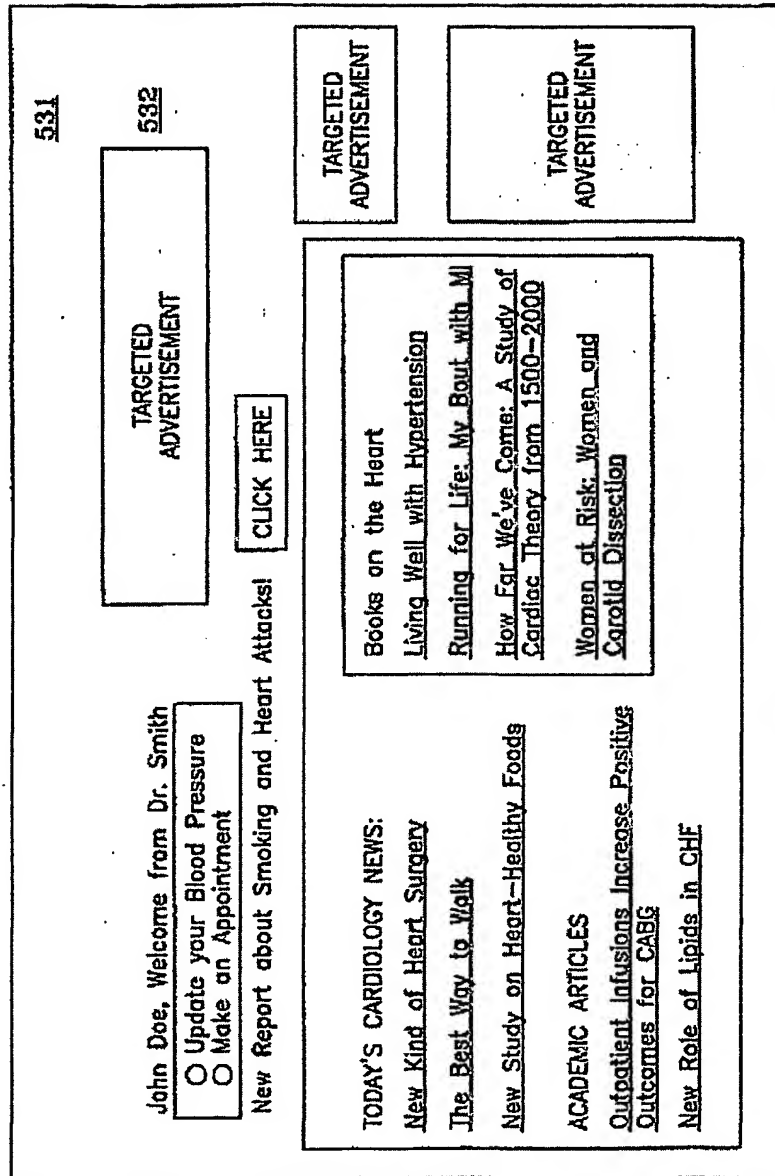 531
John Doe, Welcome from Dr. Smith
Update your Blood Pressure
Make an Appointment
TARGETED
ADVERTISEMENT
532
New Report about Smoking and Heart Attacks!
CLICK HERE
TODAY'S CARDIOLOGY NEWS:
New Kind of Heart Surgery
The Best Way to Walk
New Study on Heart-Healthy Foods
ACADEMIC ARTICLES
Outpatient Infusions Increase Positive
Outcomes for CABG
New Role of Lipids in CHF
Books on the Heart
Living Well with Hypertension
Running for Life: My Bout with MI
How Far We've Come: A Study of
Cardiac Theory from 1500-2000
Women at Risk: Women and
Carotid Dissection
TARGETED
ADVERTISEMENT
TARGETED
ADVERTISEMENT